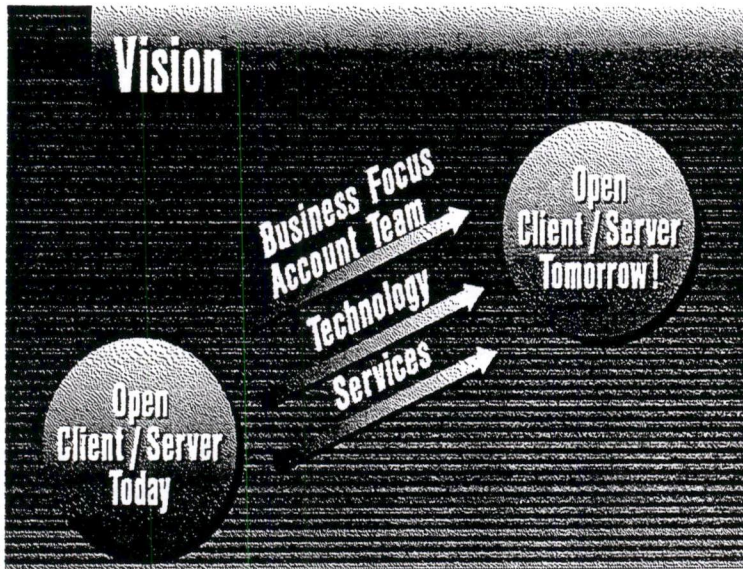 Vision
Business Focus
Account Team
Technology
Services
Open
Client / Server
Tomorrow!
Open
Client / Server
Today